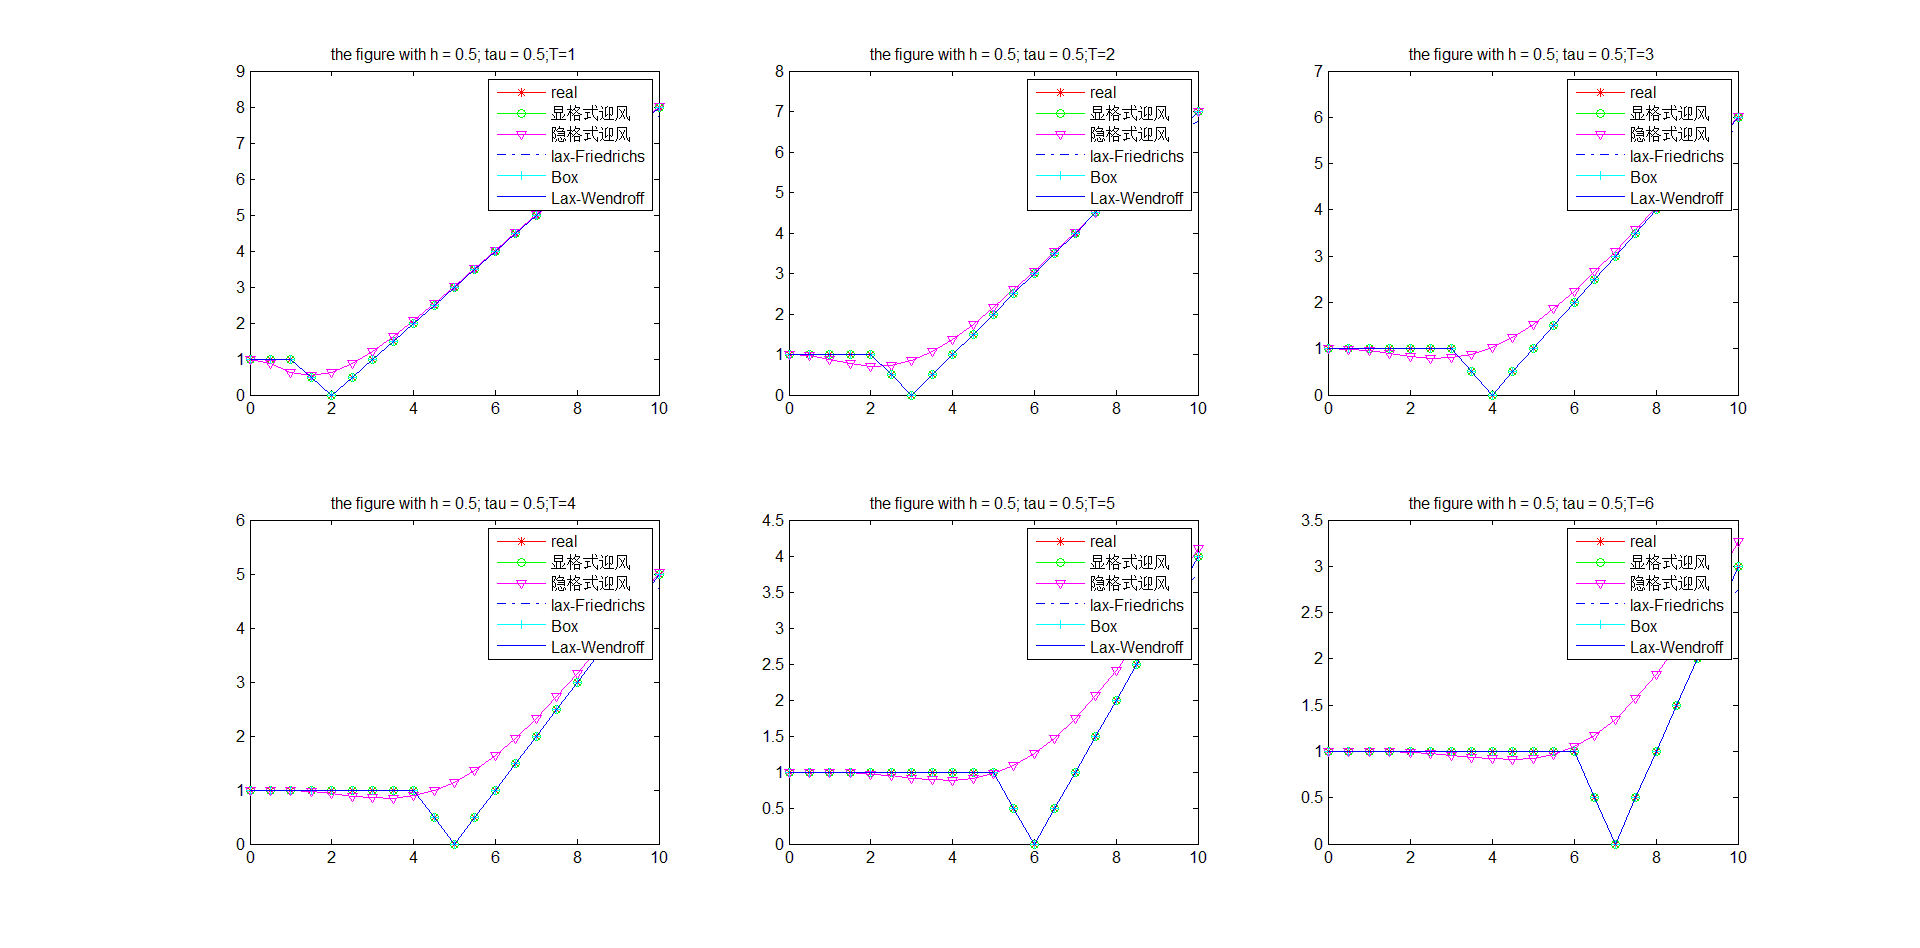 the figure with h = 0.5; tau = 0.5;T=1
9
8
7
6
5
4
3
2
1
0
0 2 4 6 8 10
real
显格式迎风
隐格式迎风
lax-Friedrichs
Box
Lax-Wendroff
the figure with h = 0.5; tau = 0.5;T=2
8
7
6
5
4
3
2
1
0
0 2 4 6 8 10
real
显格式迎风
隐格式迎风
lax-Friedrichs
Box
Lax-Wendroff
the figure with h = 0.5; tau = 0.5;T=3
7
6
5
4
3
2
1
0
0 2 4 6 8 10
real
显格式迎风
隐格式迎风
lax-Friedrichs
Box
Lax-Wendroff
the figure with h = 0.5; tau = 0.5;T=4
6
5
4
3
2
1
0
0 2 4 6 8 10
real
显格式迎风
隐格式迎风
lax-Friedrichs
Box
Lax-Wendroff
the figure with h = 0.5; tau = 0.5;T=5
4.5
4
3.5
3
2.5
2
1.5
1
0.5
0
0 2 4 6 8 10
real
显格式迎风
隐格式迎风
lax-Friedrichs
Box
Lax-Wendroff
the figure with h = 0.5; tau = 0.5;T=6
3.5
3
2.5
2
1.5
1
0.5
0
0 2 4 6 8 10
real
显格式迎风
隐格式迎风
lax-Friedrichs
Box
Lax-Wendroff